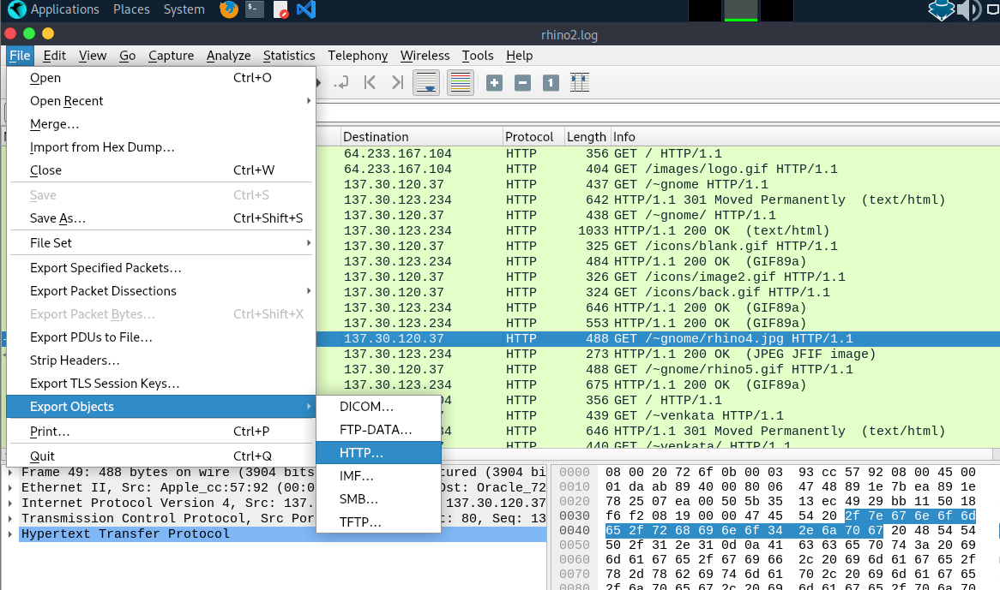 Applications Places System
rhino2.log
File Edit View Go Capture Analyze Statistics Telephony Wireless Tools Help
Open Ctrl+O
Open Recent
Merge…
Import from Hex Dump…
Close Ctrl+W
Save Ctrl+S
Save As… Ctrl+Shift+S
File Set
Export Specified Packets…
Export Packet Dissections
Export Packet Bytes… Ctrl+Shift+X
Export PDUs to File…
Strip Headers…
Export TLS Session Keys…
Export Objects
Print… Ctrl+P
Quit Ctrl+Q
DICOM…
FTP-DATA…
HTTP…
IMF…
SMB…
TFTP…
1
Destination Protocol Length Info
64.233.167.104 HTTP 356 GET / HTTP/1.1
64.233.167.104 HTTP 404 GET /images/logo.gif HTTP/1.1
137.30.120.37 HTTP 437 GET /~gnome HTTP/1.1
137.30.123.234 HTTP 642 HTTP/1.1 301 Moved Permanently (text/html)
137.30.120.37 HTTP 438 GET /~gnome/ HTTP/1.1
137.30.123.234 HTTP 1033 HTTP/1.1 200 OK (text/html)
137.30.120.37 HTTP 325 GET /icons/blank.gif HTTP/1.1
137.30.123.234 HTTP 484 HTTP/1.1 200 OK (GIF89a)
137.30.120.37 HTTP 326 GET /icons/image2.gif HTTP/1.1
137.30.120.37 HTTP 324 GET /icons/back.gif HTTP/1.1
137.30.123.234 HTTP 646 HTTP/1.1 200 OK (GIF89a)
137.30.123.234 HTTP 553 HTTP/1.1 200 OK (GIF89a)
137.30.120.37 HTTP 488 GET /~gnome/rhino4.jpg HTTP/1.1
137.30.123.234 HTTP 273 HTTP/1.1 200 OK (JPEG JFIF image)
137.30.120.37 HTTP 488 GET /~gnome/rhino5.gif HTTP/1.1
137.30.123.234 HTTP 675 HTTP/1.1 200 OK (GIF89a)
04 HTTP 356 GET / HTTP/1.1
7 HTTP 439 GET /~venkata HTTP/1.1
34 HTTP 646 HTTP/1.1 301 Moved Permanently (text/html)
7 HTTP 440 GET /~venkata/ HTTP/1.1
Frame 49: 488 bytes on wire (3904 bits tured (3904 bi
Ethernet II, Src: Apple_cc:57:92 (00:0 Dst: Oracle_72
Internet Protocol Version 4, Src: 137. 137.30.120.37
Transmission Control Protocol, Src Por t: 80, Seq: 13
Hypertext Transfer Protocol
0000 08 00 20 72 6f 0b 00 03 93 cc 57 92 08 00 45 00
0010 01 da ab 89 40 00 80 06 47 48 89 1e 7b ea 89 1e
0020 78 25 07 ea 00 50 5b 35 13 ec 49 29 bb 11 50 18
0030 f6 f2 08 19 00 00 47 45 54 20 2f 7e 67 6e 6f 6d
0040 65 2f 72 68 69 6e 6f 34 2e 6a 70 67 20 48 54 54
0050 50 2f 31 2e 31 0d 0a 41 63 63 65 70 74 3a 20 69
0060 6d 61 67 65 2f 67 69 66 2c 20 69 6d 61 67 65 2f
0070 78 2d 78 62 69 74 6d 61 70 2c 20 69 6d 61 67 65
0080 2f 6a 70 65 67 2c 20 69 6d 61 67 65 2f 70 6a 70